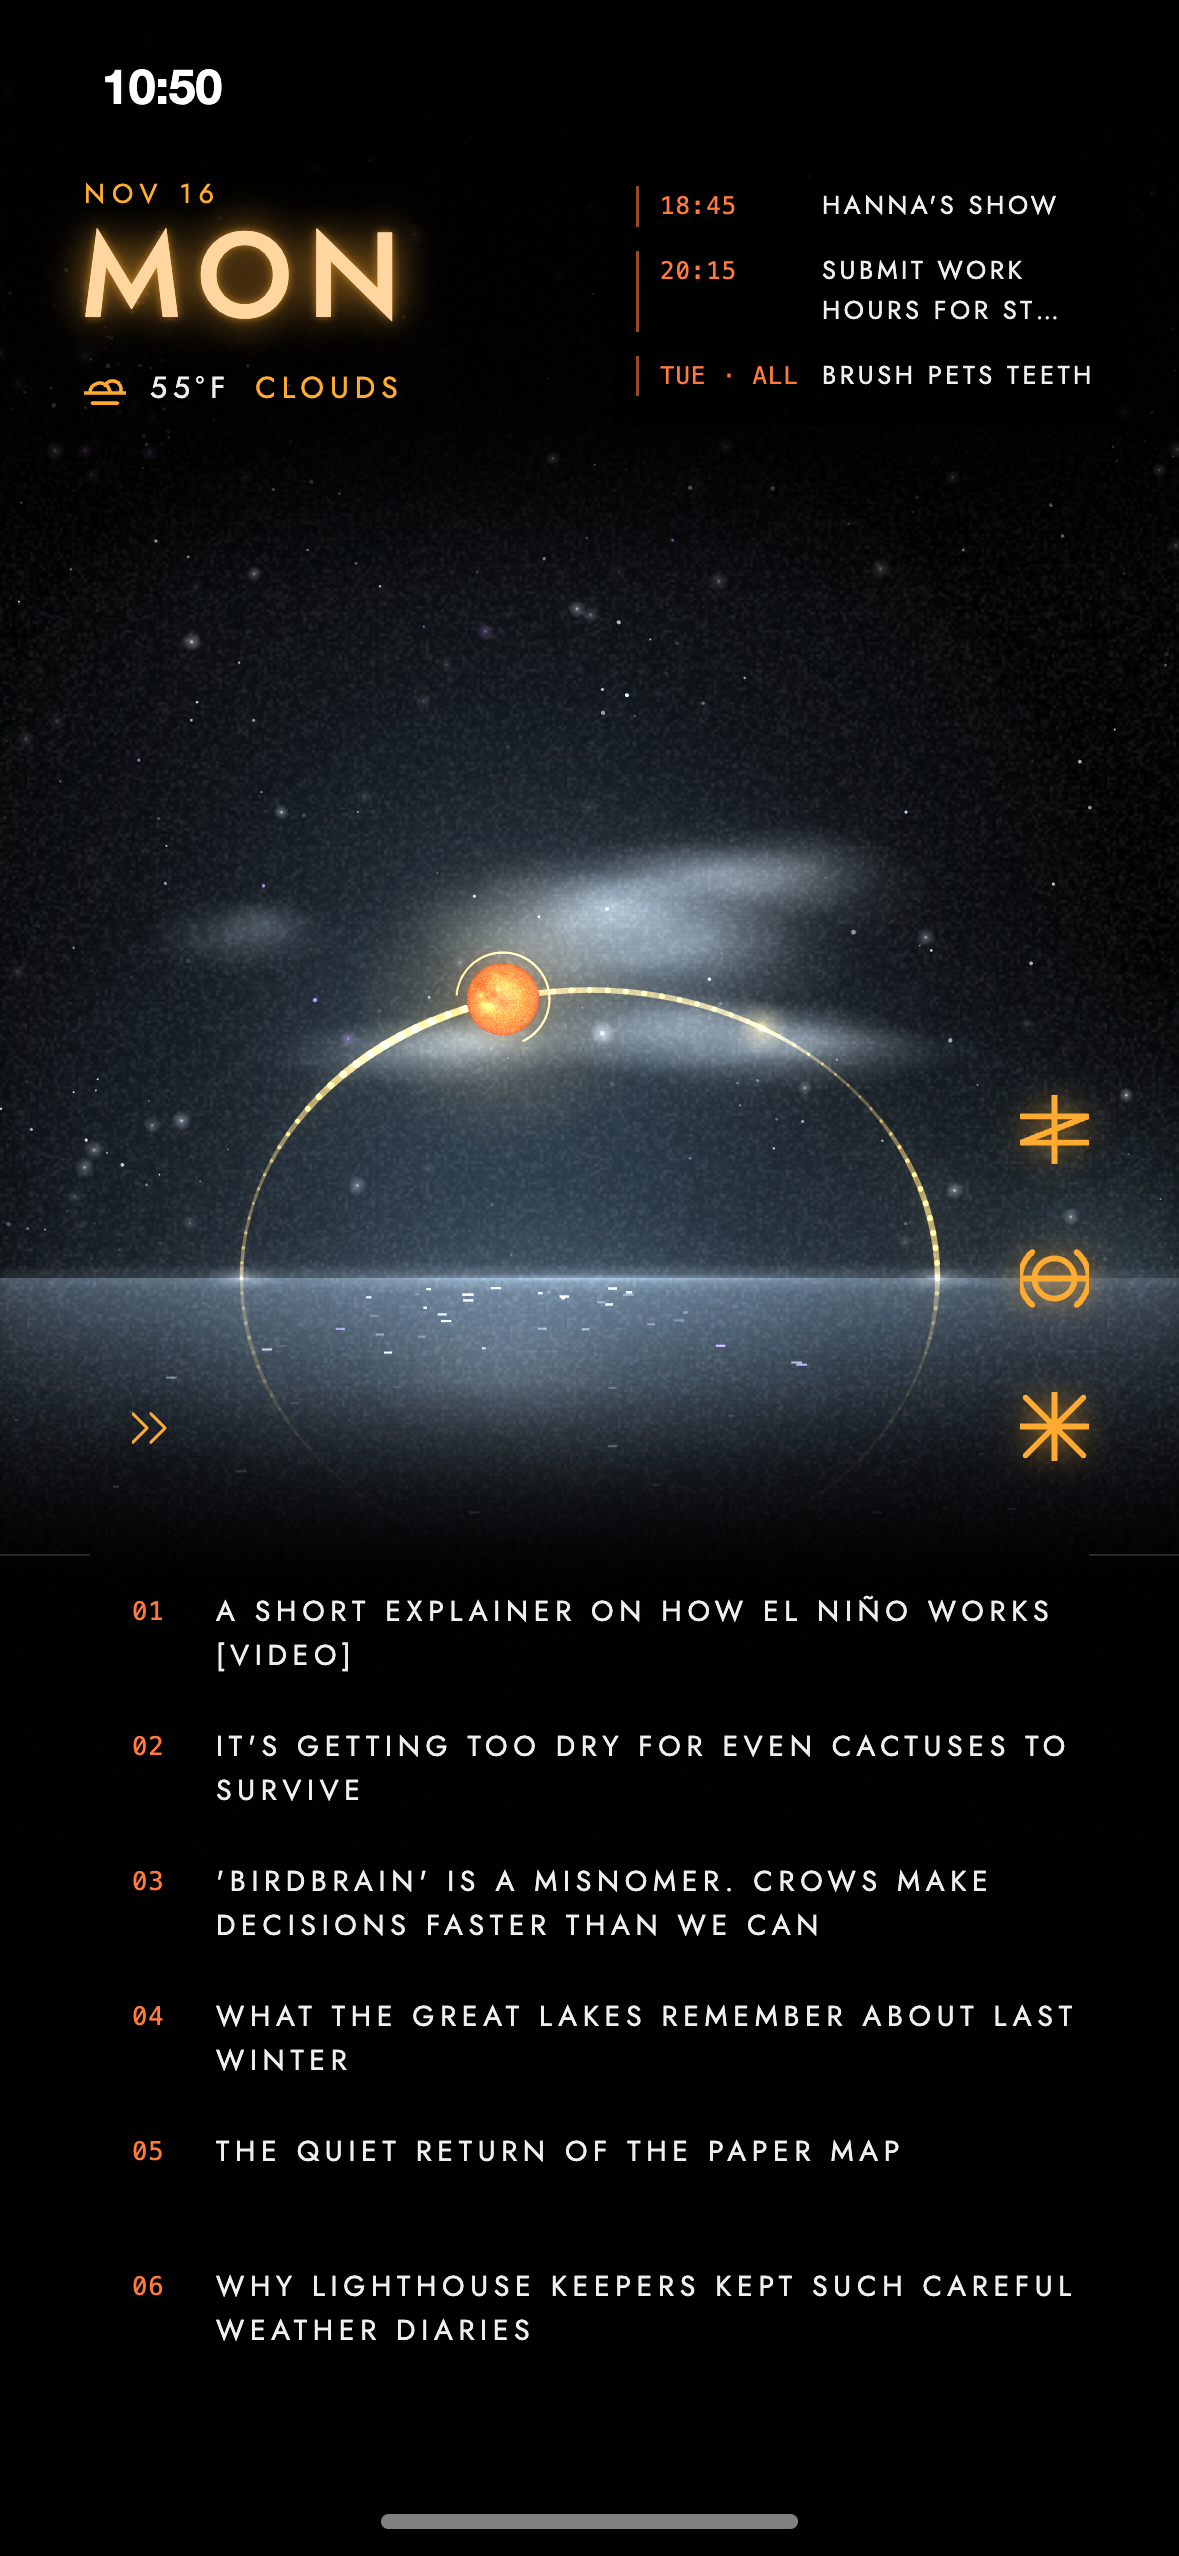 10:50
NOV 16
MON
55°F CLOUDS
18:45 HANNA'S SHOW
20:15 SUBMIT WORK
HOURS FOR ST...
TUE · ALL BRUSH PETS TEETH
01 A SHORT EXPLAINER ON HOW EL NIÑO WORKS
[VIDEO]
02 IT'S GETTING TOO DRY FOR EVEN CACTUSES TO
SURVIVE
03 'BIRDBRAIN' IS A MISNOMER. CROWS MAKE
DECISIONS FASTER THAN WE CAN
04 WHAT THE GREAT LAKES REMEMBER ABOUT LAST
WINTER
05 THE QUIET RETURN OF THE PAPER MAP
06 WHY LIGHTHOUSE KEEPERS KEPT SUCH CAREFUL
WEATHER DIARIES